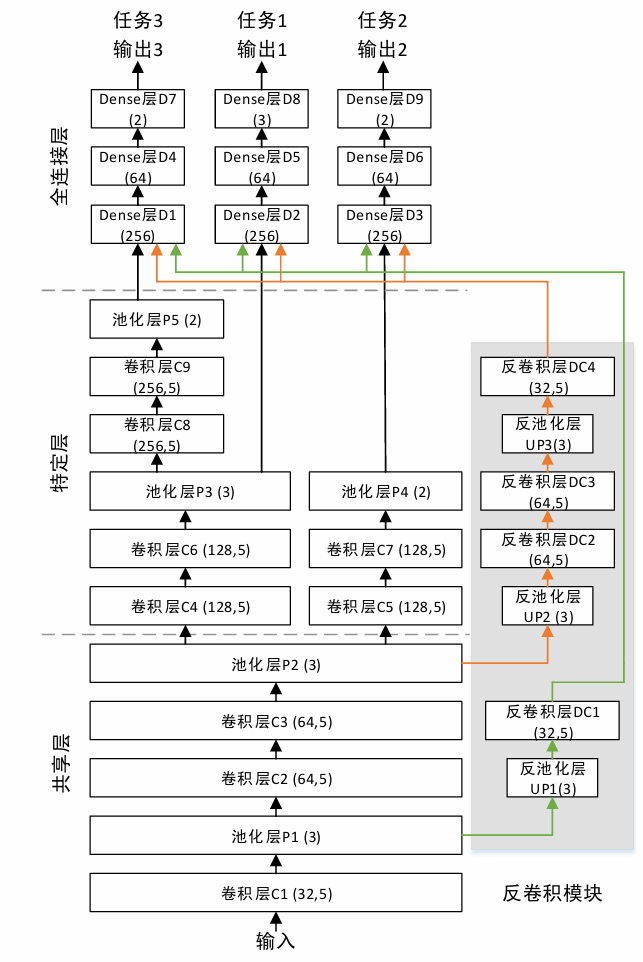 任务3 任务1 任务2
输出3 输出1 输出2
Dense层D7 Dense层D8 Dense层D9
(2) (3) (2)
Dense层D4 Dense层D5 Dense层D6
(64) (64) (64)
全连接层
Dense层D1 Dense层D2 Dense层D3
(256) (256) (256)
池化层P5 (2)
卷积层C9
(256,5)
反卷积层DC4
(32,5)
卷积层C8
(256,5)
反池化层
UP3(3)
特定层
池化层P3 (3) 池化层P4 (2)
反卷积层DC3
(64,5)
卷积层C6 (128,5) 卷积层C7 (128,5)
反卷积层DC2
(64,5)
卷积层C4 (128,5) 卷积层C5 (128,5)
反池化层
UP2 (3)
池化层P2 (3)
卷积层C3 (64,5)
反卷积层DC1
(32,5)
共享层
卷积层C2 (64,5)
反池化层
UP1(3)
池化层P1 (3)
卷积层C1 (32,5)
反卷积模块
输入